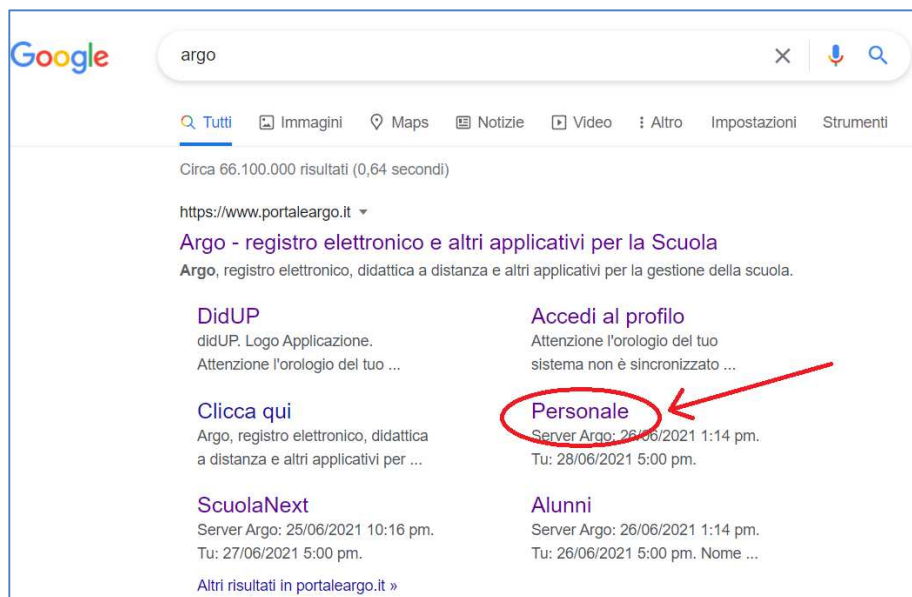 Google
argo
Tutti Immagini Maps Notizie Video Altro Impostazioni Strumenti
Circa 66.100.000 risultati (0,64 secondi)
https://www.portaleargo.it
Argo - registro elettronico e altri applicativi per la Scuola
Argo, registro elettronico, didattica a distanza e altri applicativi per la gestione della scuola.
DidUP
didUP. Logo Applicazione.
Attenzione l'orologio del tuo ...
Accedi al profilo
Attenzione l'orologio del tuo
sistema non è sincronizzato ...
Clicca qui
Argo, registro elettronico, didattica
a distanza e altri applicativi per ...
Personale
Server Argo: 26/06/2021 1:14 pm.
Tu: 28/06/2021 5:00 pm.
ScuolaNext
Server Argo: 25/06/2021 10:16 pm.
Tu: 27/06/2021 5:00 pm.
Alunni
Server Argo: 26/06/2021 1:14 pm.
Tu: 26/06/2021 5:00 pm. Nome ...
Altri risultati in portaleargo.it »